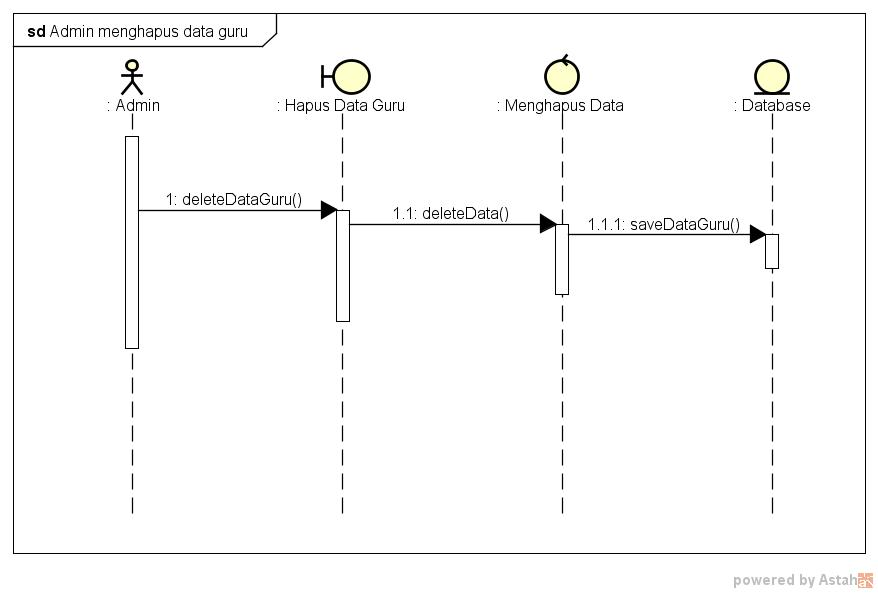 sd Admin menghapus data guru
: Admin
: Hapus Data Guru
: Menghapus Data
: Database
1: deleteDataGuru()
1.1: deleteData()
1.1.1: saveDataGuru()
powered by Astah